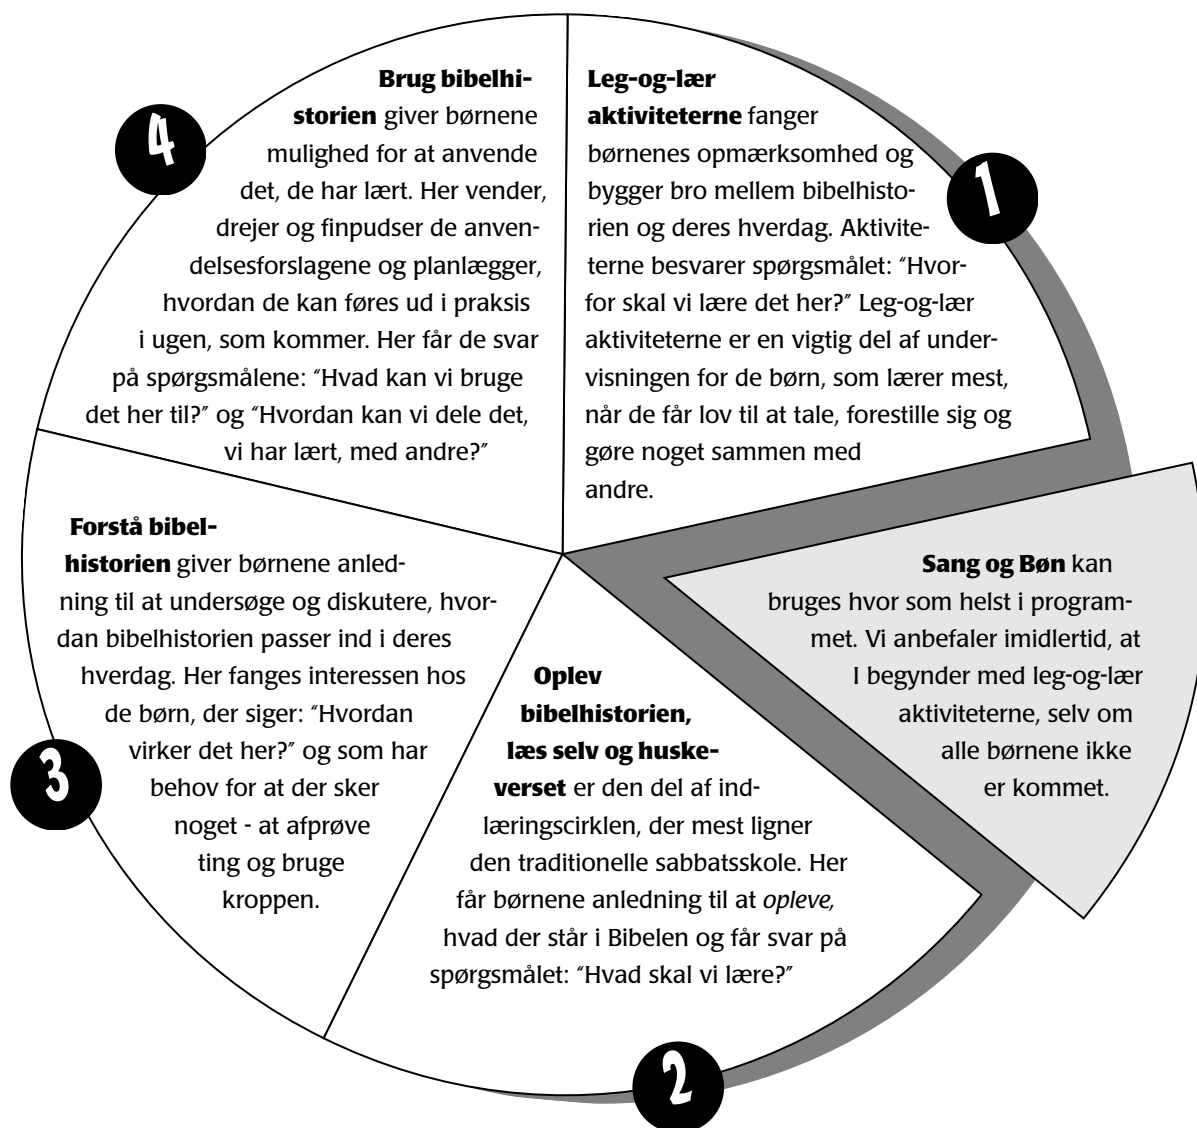 1
Leg-og-lær
aktiviteterne fanger
børnenes opmærksomhed og
bygger bro mellem bibelhisto-
rien og deres hverdag. Aktivite-
terne besvarer spørgsmålet: “Hvor-
for skal vi lære det her?” Leg-og-lær
aktiviteterne er en vigtig del af under-
visningen for de børn, som lærer mest,
når de får lov til at tale, forestille sig og
gøre noget sammen med
andre.
Sang og Bøn kan
bruges hvor som helst i program-
met. Vi anbefaler imidlertid, at
I begynder med leg-og-lær
aktiviteterne, selv om
alle børnene ikke
er kommet.
2
Oplev
bibelhistorien,
læs selv og huske-
verset er den del af ind-
læringscirklen, der mest ligner
den traditionelle sabbatsskole. Her
får børnene anledning til at opleve,
hvad der står i Bibelen og får svar på
spørgsmålet: “Hvad skal vi lære?”
3
Forstå bibel-
historien giver børnene anled-
ning til at undersøge og diskutere, hvor-
dan bibelhistorien passer ind i deres
hverdag. Her fanges interessen hos
de børn, der siger: “Hvordan
virker det her?” og som har
behov for at der sker
noget - at afprøve
ting og bruge
kroppen.
4
Brug bibelhi-
storien giver børnene
mulighed for at anvende
det, de har lært. Her vender,
drejer og finpudser de anven-
delsesforslagene og planlægger,
hvordan de kan føres ud i praksis
i ugen, som kommer. Her får de svar
på spørgsmålene: “Hvad kan vi bruge
det her til?” og “Hvordan kan vi dele det,
vi har lært, med andre?”